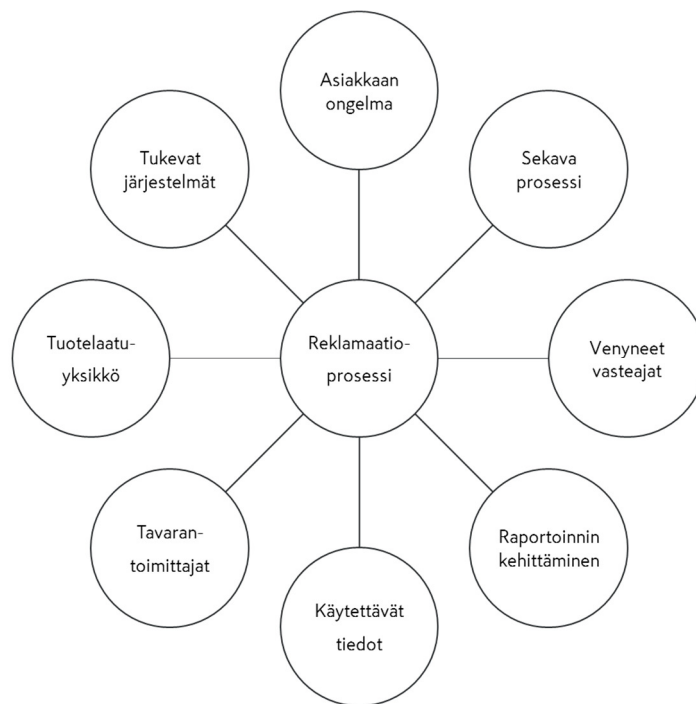 Asiakkaan
ongelma
Tukevat
järjestelmät
Sekava
prosessi
Tuotelaatu-
yksikkö
Reklamaatio-
prosessi
Venyneet
vasteajat
Tavaran-
toimittajat
Raportoinnin
kehittäminen
Käytettävät
tiedot